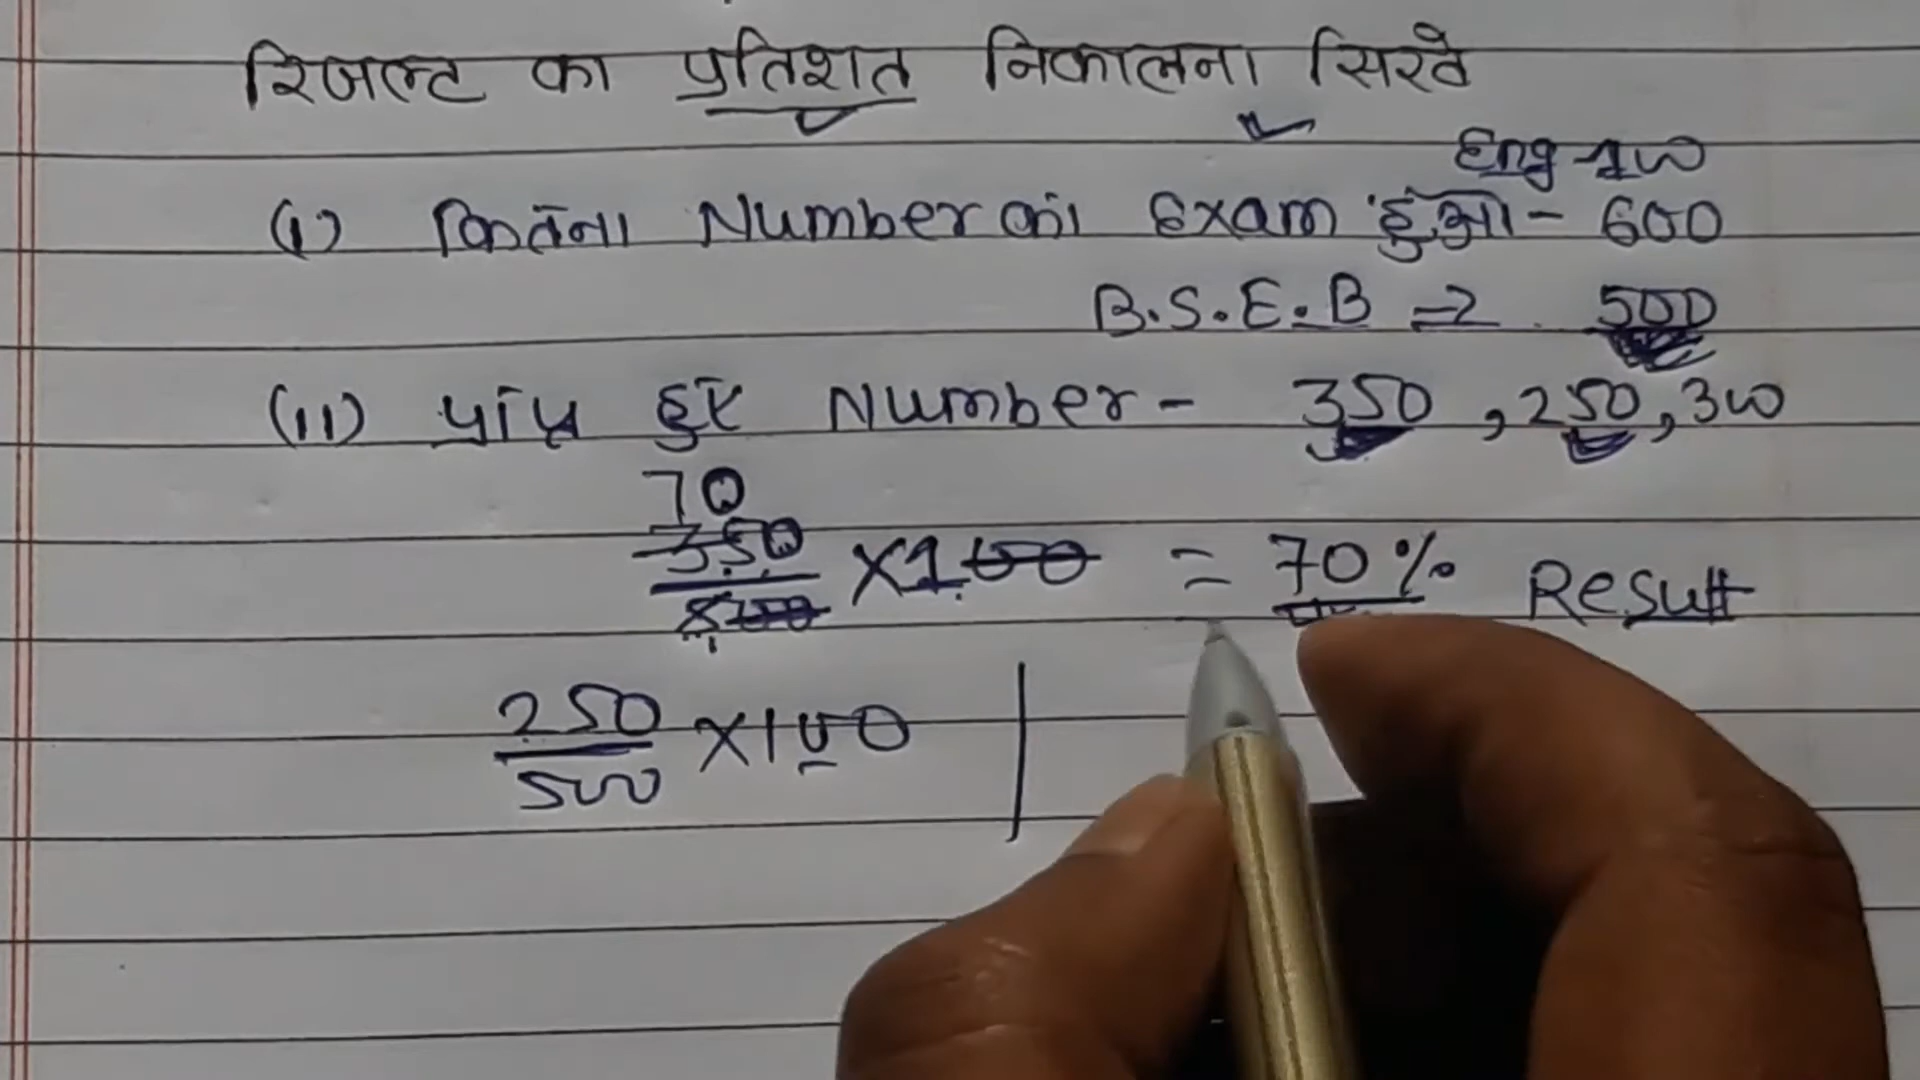 रिजल्ट का प्रतिशत निकालना सिखे
Eng - 100
(i) कितना Number का Exam हुआ - 600
B.S.E.B => 500
(ii) प्राप्त हुए Number - 350, 250, 300
70
350
500 × 100 = 70% Result
250
500 × 100